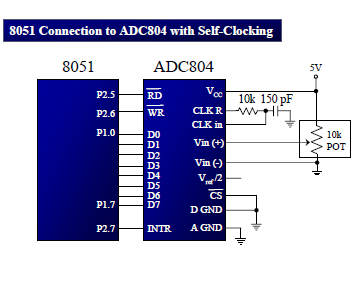 8051 Connection to ADC804 with Self-Clocking
8051 ADC804 5V
P2.5 RD Vcc
10k 150 pF
P2.6 WR CLK R
CLK in
P1.0 D0
D1 Vin (+) 10k
POT
D2
D3 Vin (-)
D4 Vref /2
D5
D6 CS
P1.7 D7
D GND
P2.7 INTR A GND